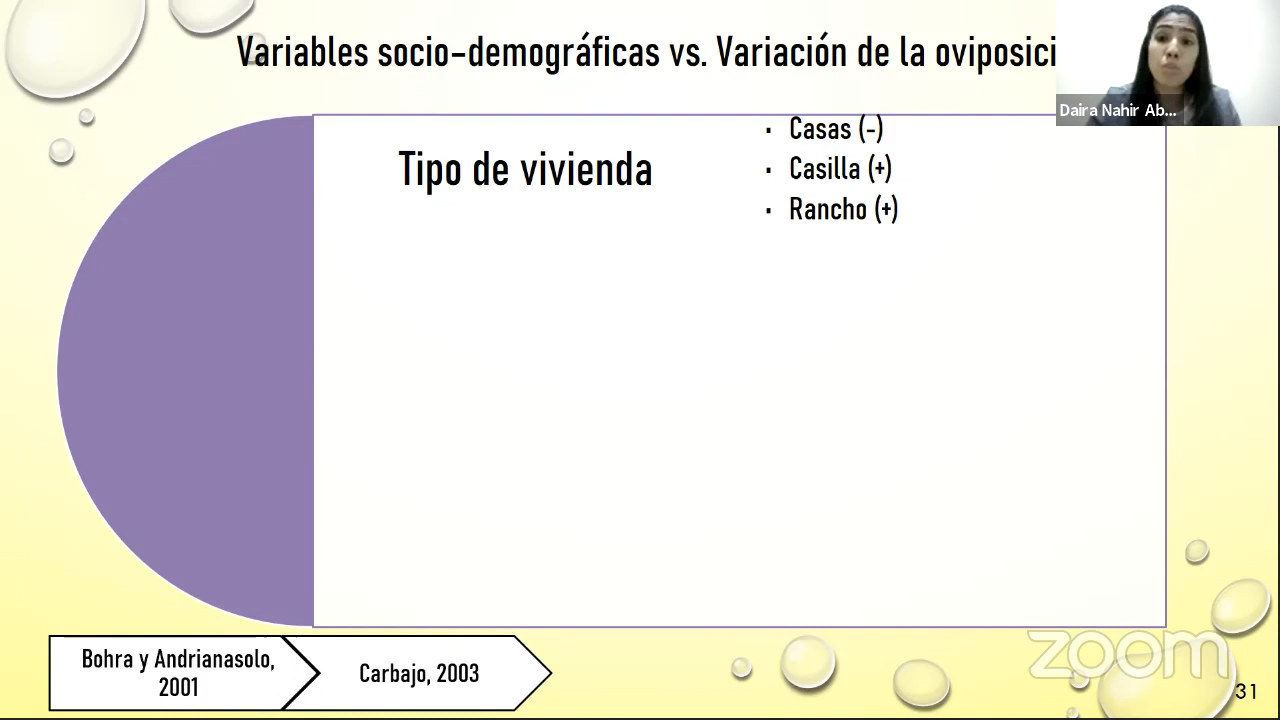 Variables socio-demográficas vs. Variación de la oviposici
Daira Nahir Ab...
Tipo de vivienda
· Casas (-)
· Casilla (+)
· Rancho (+)
Bohra y Andrianasolo,
2001
Carbajo, 2003
zoom
31